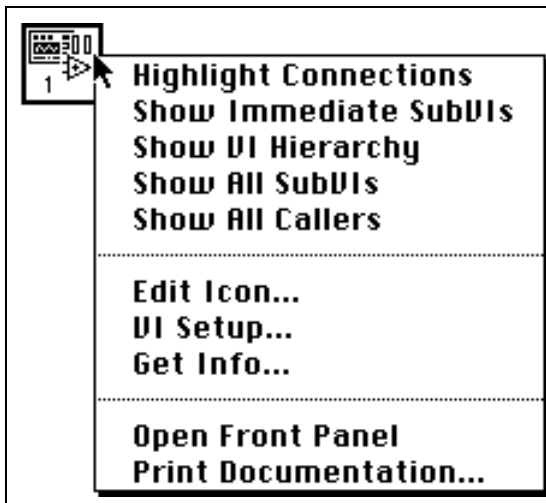 1
Highlight Connections
Show Immediate SubVIs
Show VI Hierarchy
Show All SubVIs
Show All Callers
Edit Icon...
VI Setup...
Get Info...
Open Front Panel
Print Documentation...